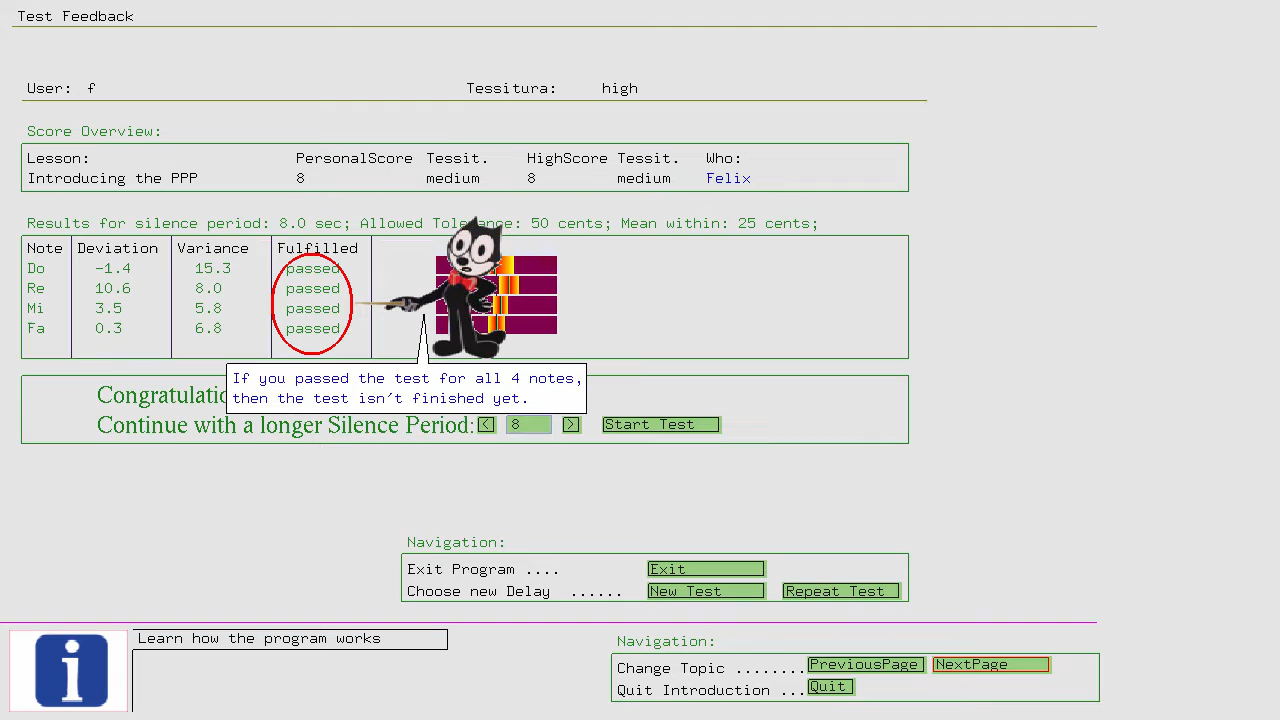 Test Feedback
User: f Tessitura: high
Score Overview:
Lesson: PersonalScore Tessit. HighScore Tessit. Who:
Introducing the PPP 8 medium 8 medium Felix
Results for silence period: 8.0 sec; Allowed Tolerance: 50 cents; Mean within: 25 cents;
Note Deviation Variance Fulfilled
Do -1.4 15.3 passed
Re 10.6 8.0 passed
Mi 3.5 5.8 passed
Fa 0.3 6.8 passed
If you passed the test for all 4 notes,
then the test isn't finished yet.
Continue with a longer Silence Period: < 8 > Start Test
Navigation:
Exit Program .... Exit
Choose new Delay ...... New Test Repeat Test
Learn how the program works
Navigation:
Change Topic ........ PreviousPage NextPage
Quit Introduction ... Quit